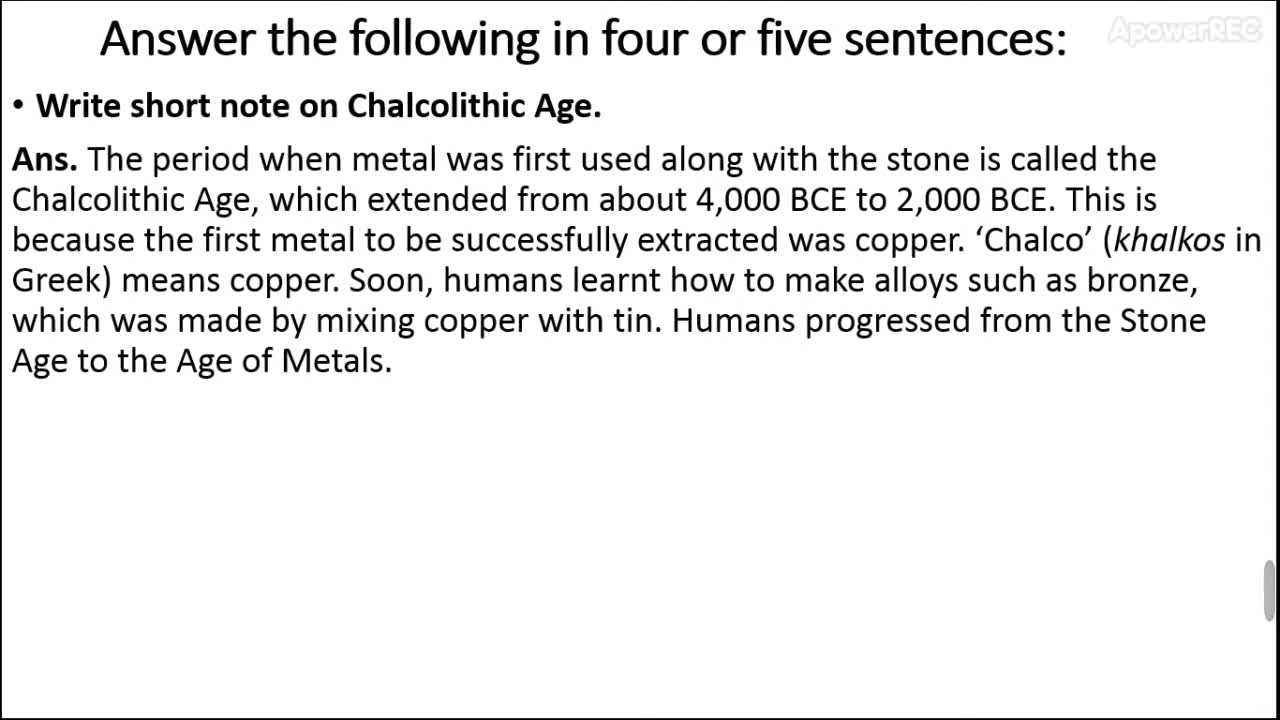 ApowerREC
Answer the following in four or five sentences:
• Write short note on Chalcolithic Age.
Ans. The period when metal was first used along with the stone is called the
Chalcolithic Age, which extended from about 4,000 BCE to 2,000 BCE. This is
because the first metal to be successfully extracted was copper. ‘Chalco’ (khalkos in
Greek) means copper. Soon, humans learnt how to make alloys such as bronze,
which was made by mixing copper with tin. Humans progressed from the Stone
Age to the Age of Metals.